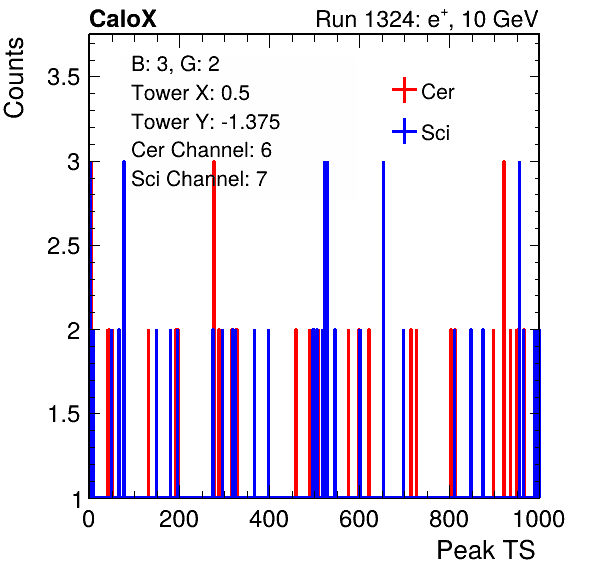 CaloX
Run 1324: e+, 10 GeV
Counts
B: 3, G: 2
Tower X: 0.5
Tower Y: -1.375
Cer Channel: 6
Sci Channel: 7
Cer
Sci
3.5
3
2.5
2
1.5
1
0 200 400 600 800 1000
Peak TS